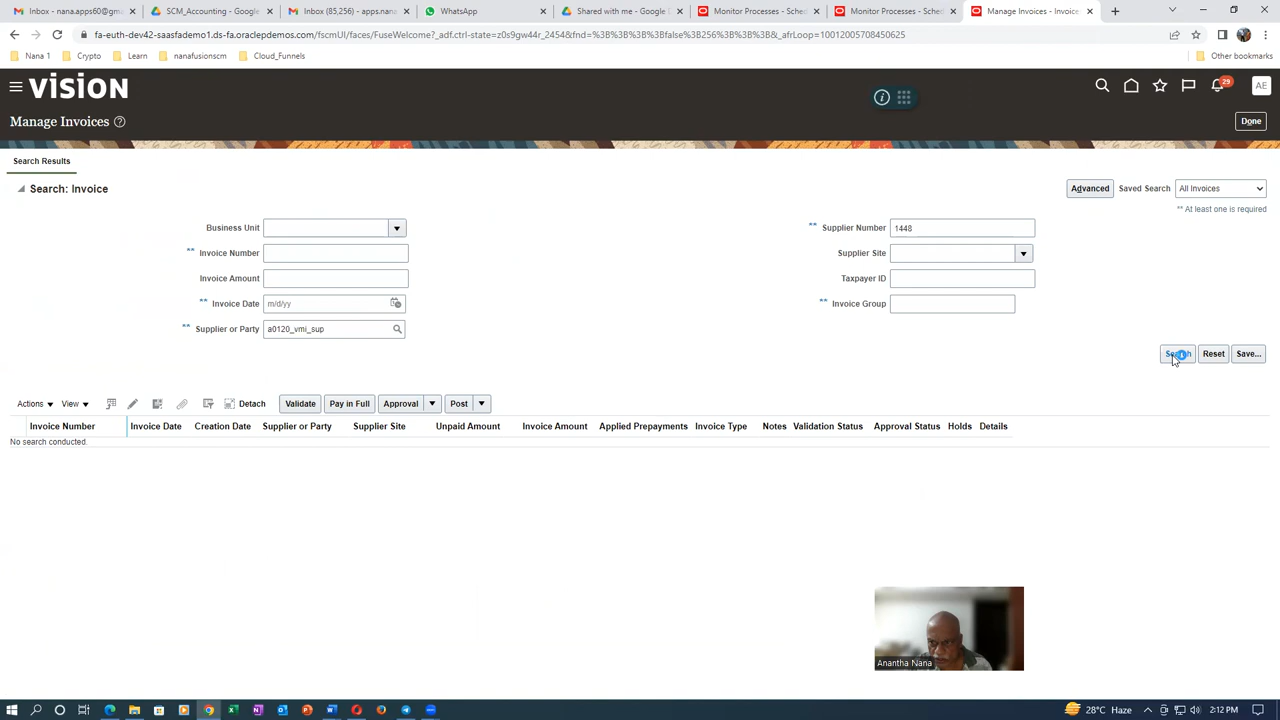 Inbox - nana.apps60@gm
SCM_Accounting - Google
Inbox (85,256) - apps.nana
WhatsApp
Shared with me - Google
Monitor Processes - Sched
Monitor Processes - Sched
Manage Invoices - Invoice
fa-euth-dev42-saasfademo1.ds-fa.oraclepdemos.com/fscmUI/faces/FuseWelcome?_adf.ctrl-state=z0s9gw44r_2454&fnd=%3B%3B%3B%3Bfalse%3B256%3B%3B%3B&_afrLoop=10012005708450625
Nana 1
Crypto
Learn
nanafusionscm
Cloud_Funnels
Other bookmarks
VISION
29
AE
Manage Invoices
Done
Search Results
Search: Invoice
Advanced
Saved Search
All Invoices
** At least one is required
Business Unit
** Supplier Number 1448
** Invoice Number
Supplier Site
Invoice Amount
Taxpayer ID
** Invoice Date m/d/yy
** Invoice Group
** Supplier or Party a0120_vmi_sup
Search
Reset
Save...
Actions
View
Detach
Validate
Pay in Full
Approval
Post
Invoice Number
Invoice Date
Creation Date
Supplier or Party
Supplier Site
Unpaid Amount
Invoice Amount
Applied Prepayments
Invoice Type
Notes
Validation Status
Approval Status
Holds
Details
No search conducted.
Anantha Nana
28°C Haze
2:12 PM